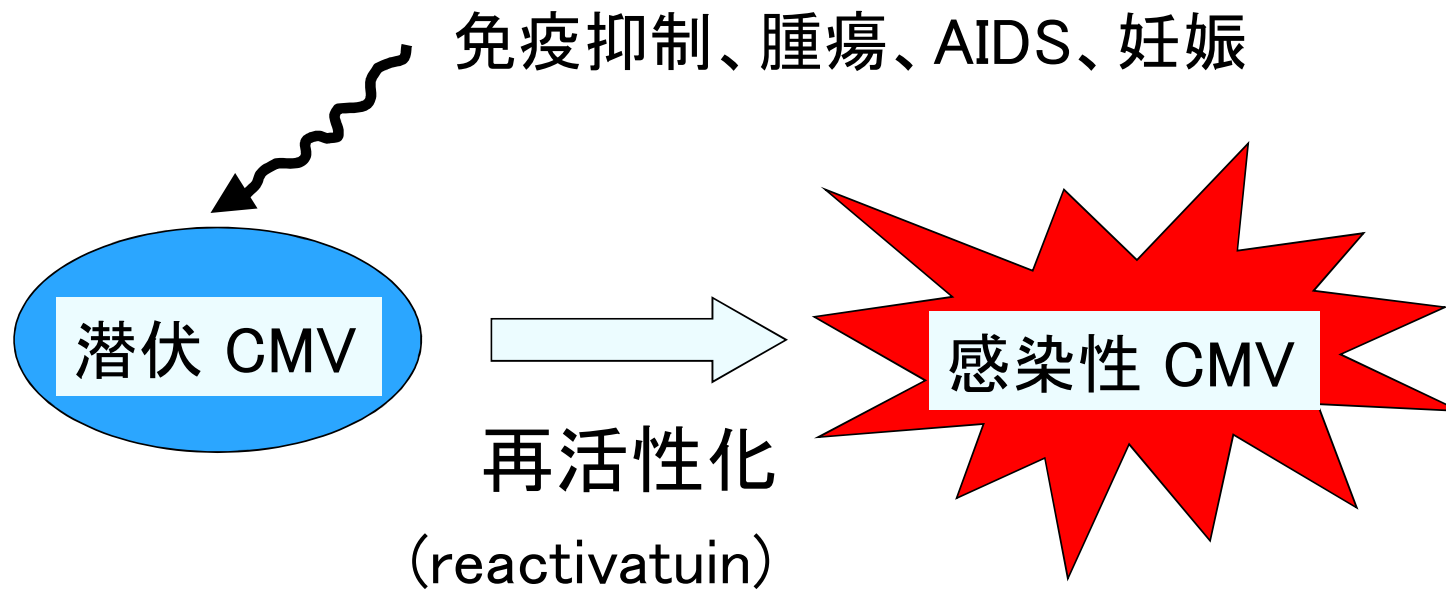 免疫抑制、腫瘍、AIDS、妊娠
潜伏 CMV
感染性 CMV
再活性化
(reactivatuin)